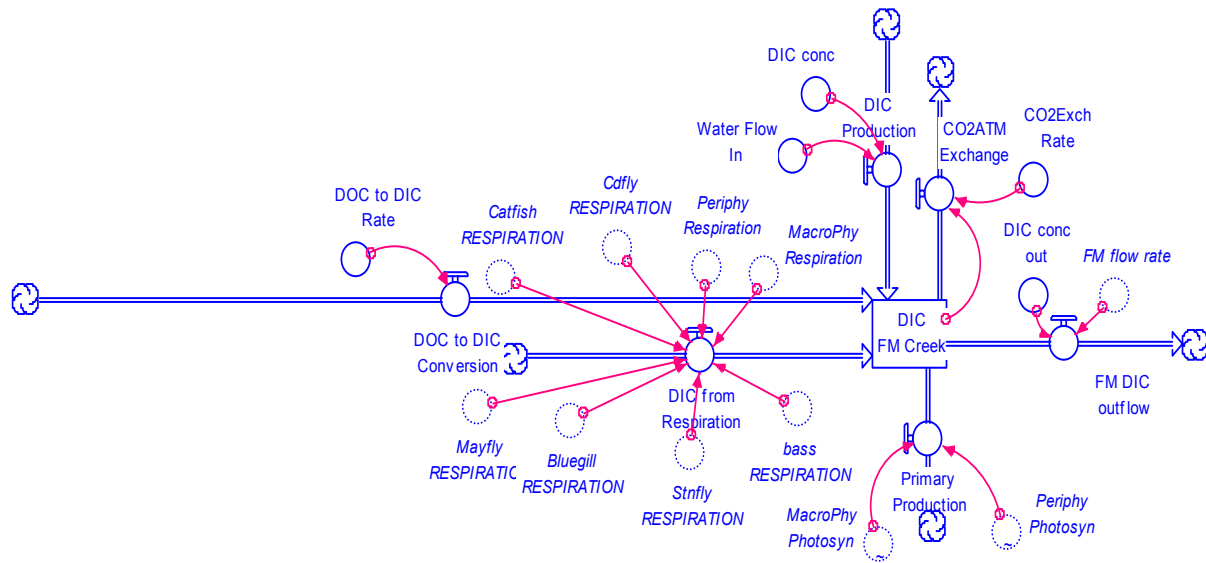 DIC conc
DIC
Production
Water Flow
In
CO2ATM
Exchange
CO2Exch
Rate
DOC to DIC
Rate
Catfish
RESPIRATION
Cdfly
RESPIRATION
Periphy
Respiration
MacroPhy
Respiration
DIC conc
out
FM flow rate
DIC
FM Creek
DOC to DIC
Conversion
DIC from
Respiration
FM DIC
outflow
Mayfly
RESPIRATIC
Bluegill
RESPIRATION
Stnfly
RESPIRATION
bass
RESPIRATION
Primary
Production
MacroPhy
Photosyn
Periphy
Photosyn
~
~